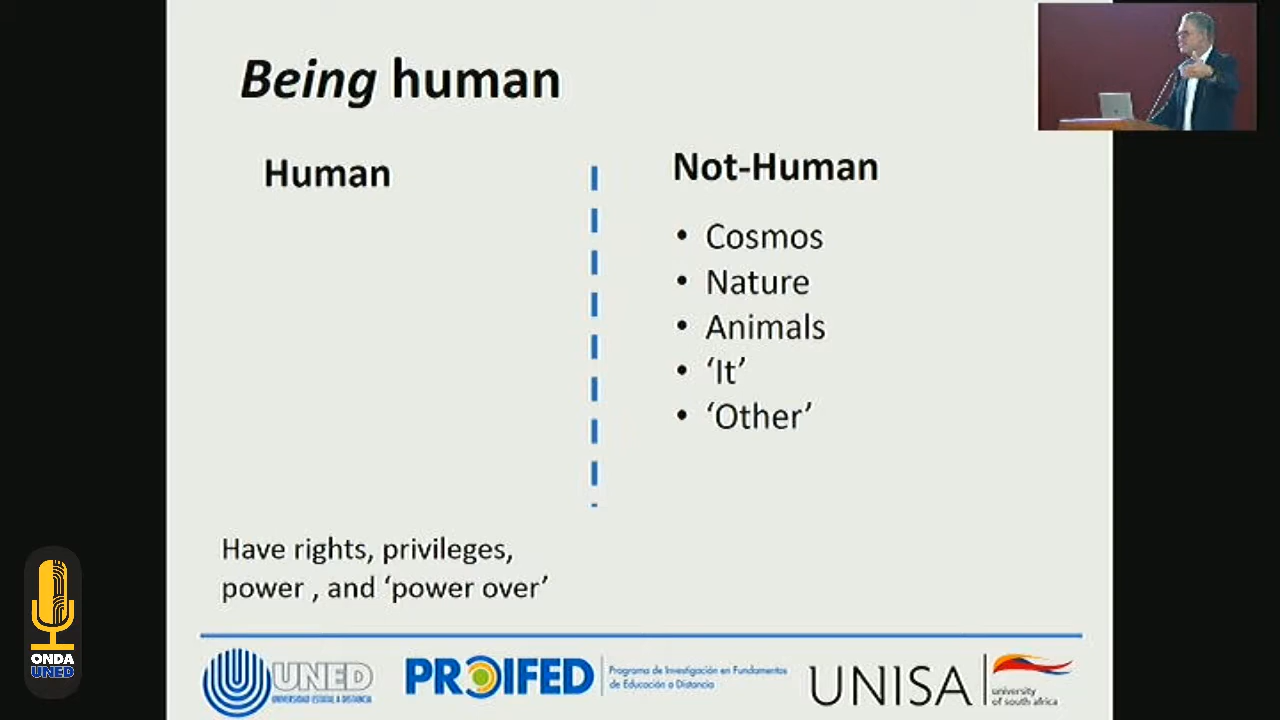 Being human
Human
Not-Human
• Cosmos
• Nature
• Animals
• ‘It’
• ‘Other’
Have rights, privileges,
power , and ‘power over’
ONDA
UNED
UNED
UNIVERSIDAD ESTATAL A DISTANCIA
PROIFED
Programa de Investigación en Fundamentos
de Educación a Distancia
UNISA
university
of south africa